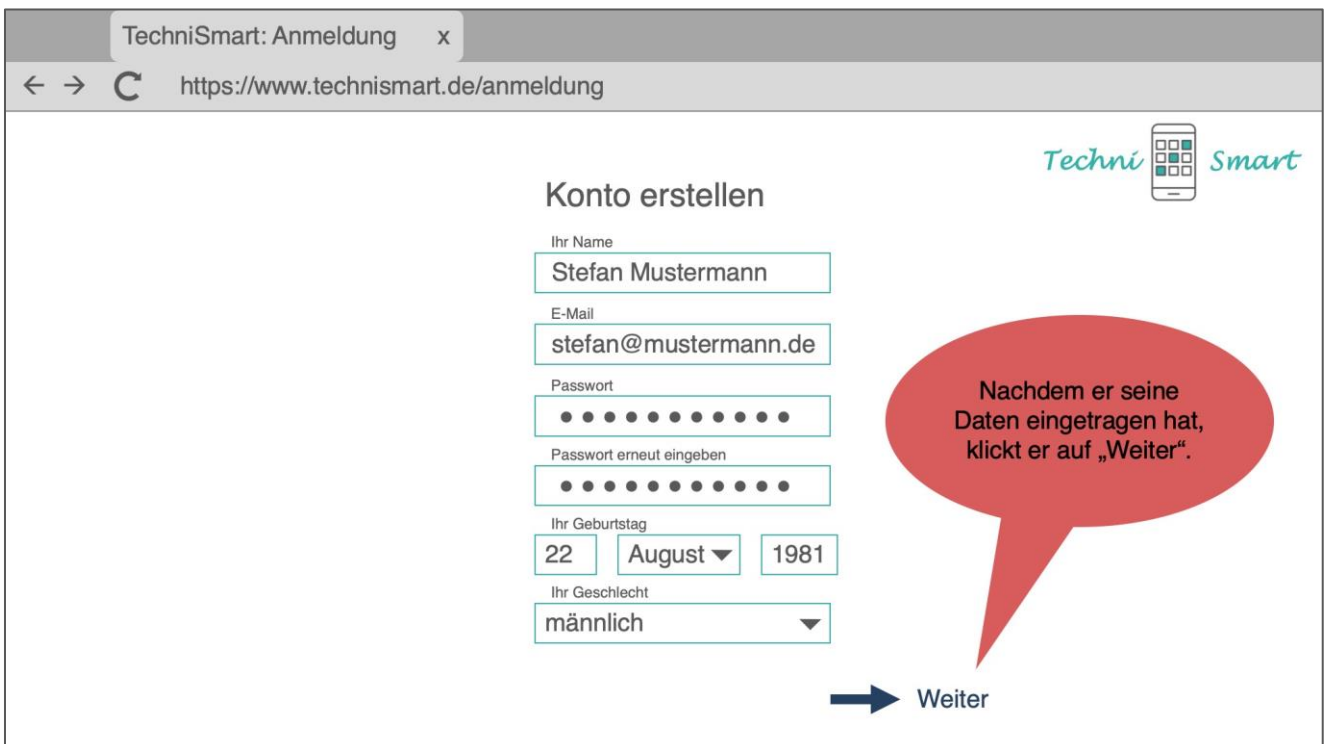 TechniSmart: Anmeldung x
https://www.technismart.de/anmeldung
Techni Smart
Konto erstellen
Ihr Name
Stefan Mustermann
E-Mail
stefan@mustermann.de
Passwort
●●●●●●●●●●●
Passwort erneut eingeben
●●●●●●●●●●●
Ihr Geburtstag
22 August 1981
Ihr Geschlecht
männlich
Nachdem er seine
Daten eingetragen hat,
klickt er auf „Weiter“.
Weiter